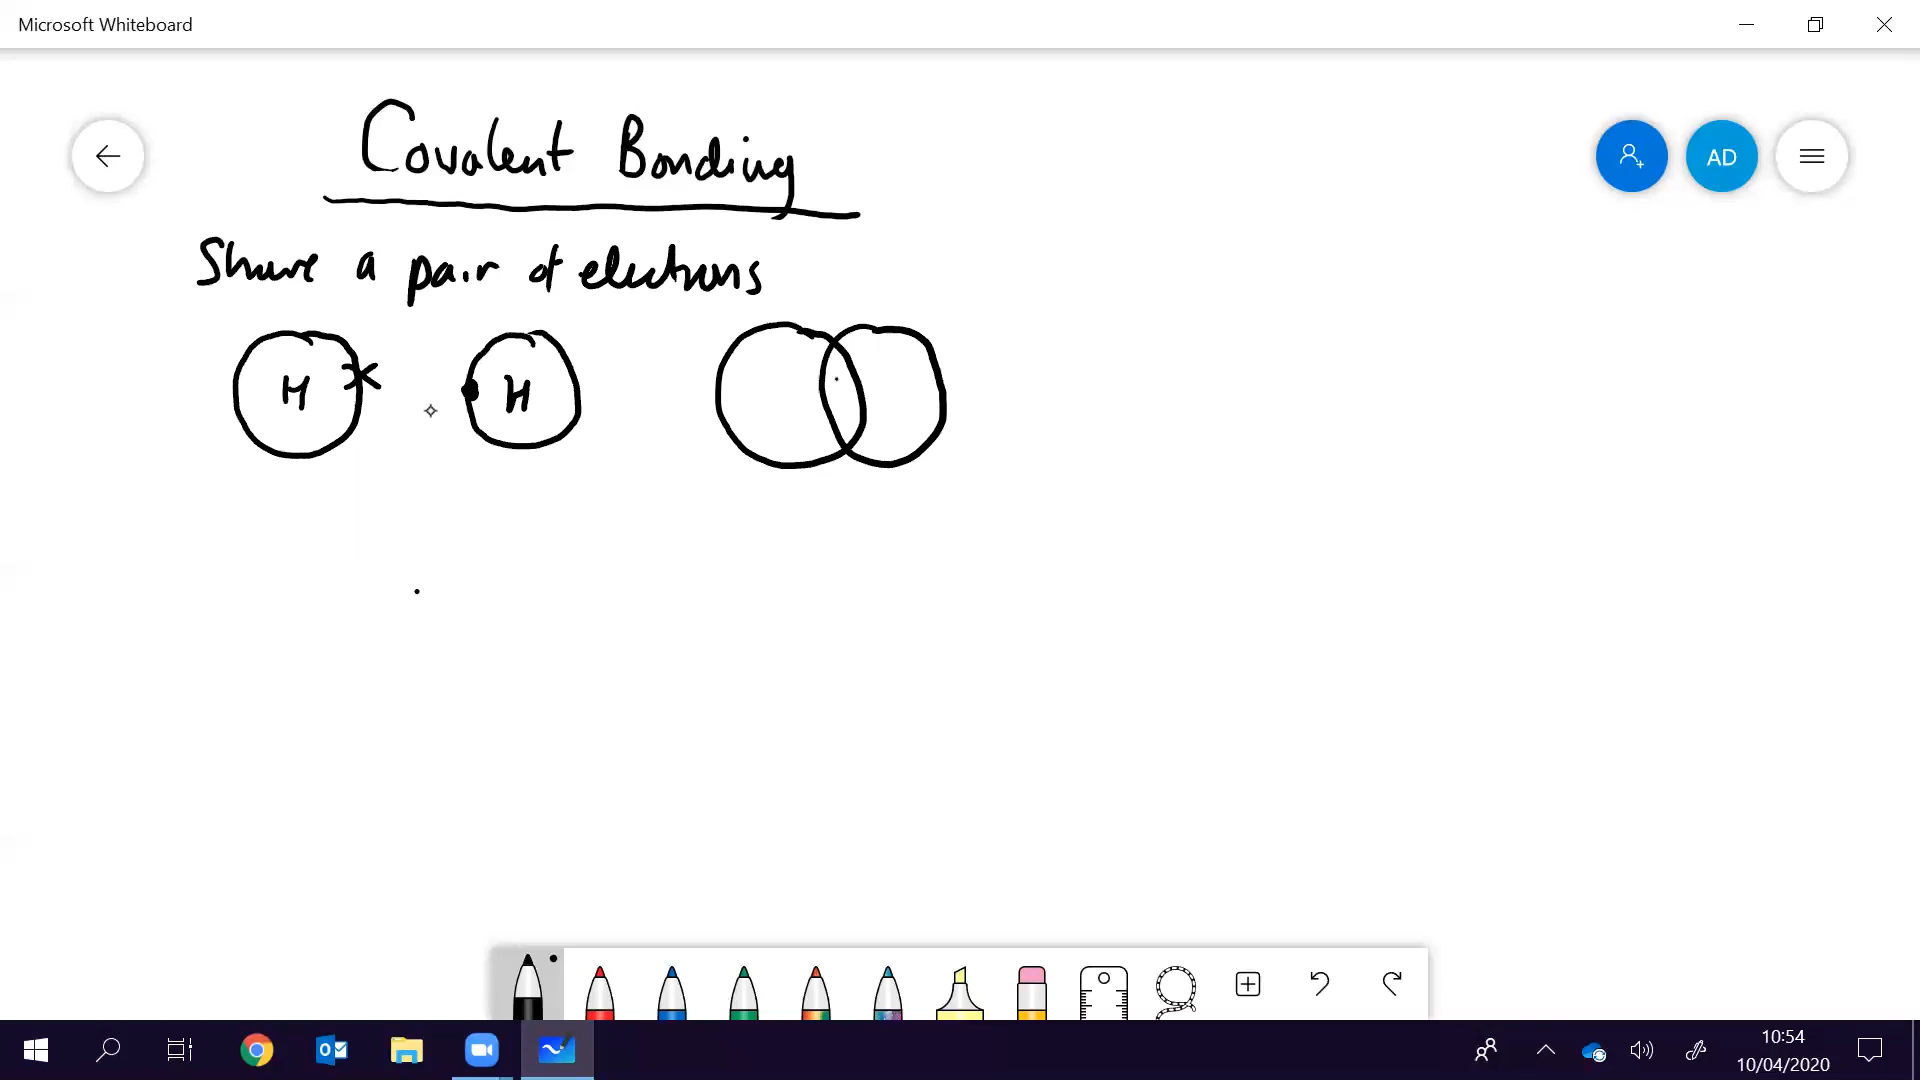 Microsoft Whiteboard
Covalent Bonding
AD
Share a pair of electrons
H
H
10:54
10/04/2020